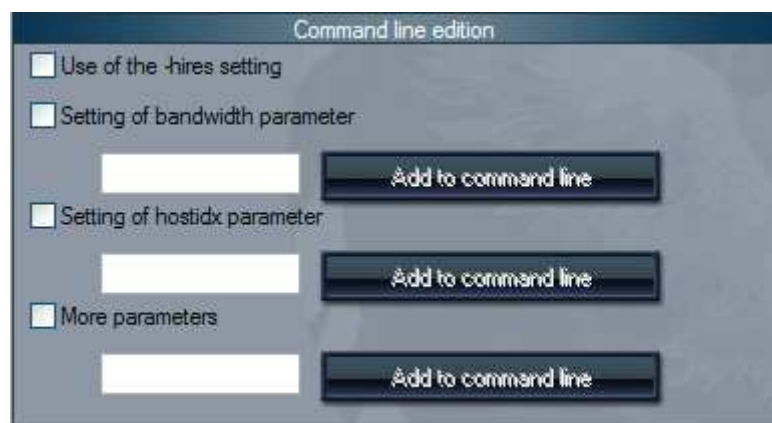 Command line edition
Use of the -hires setting
Setting of bandwidth parameter
Add to command line
Setting of hostidx parameter
Add to command line
More parameters
Add to command line